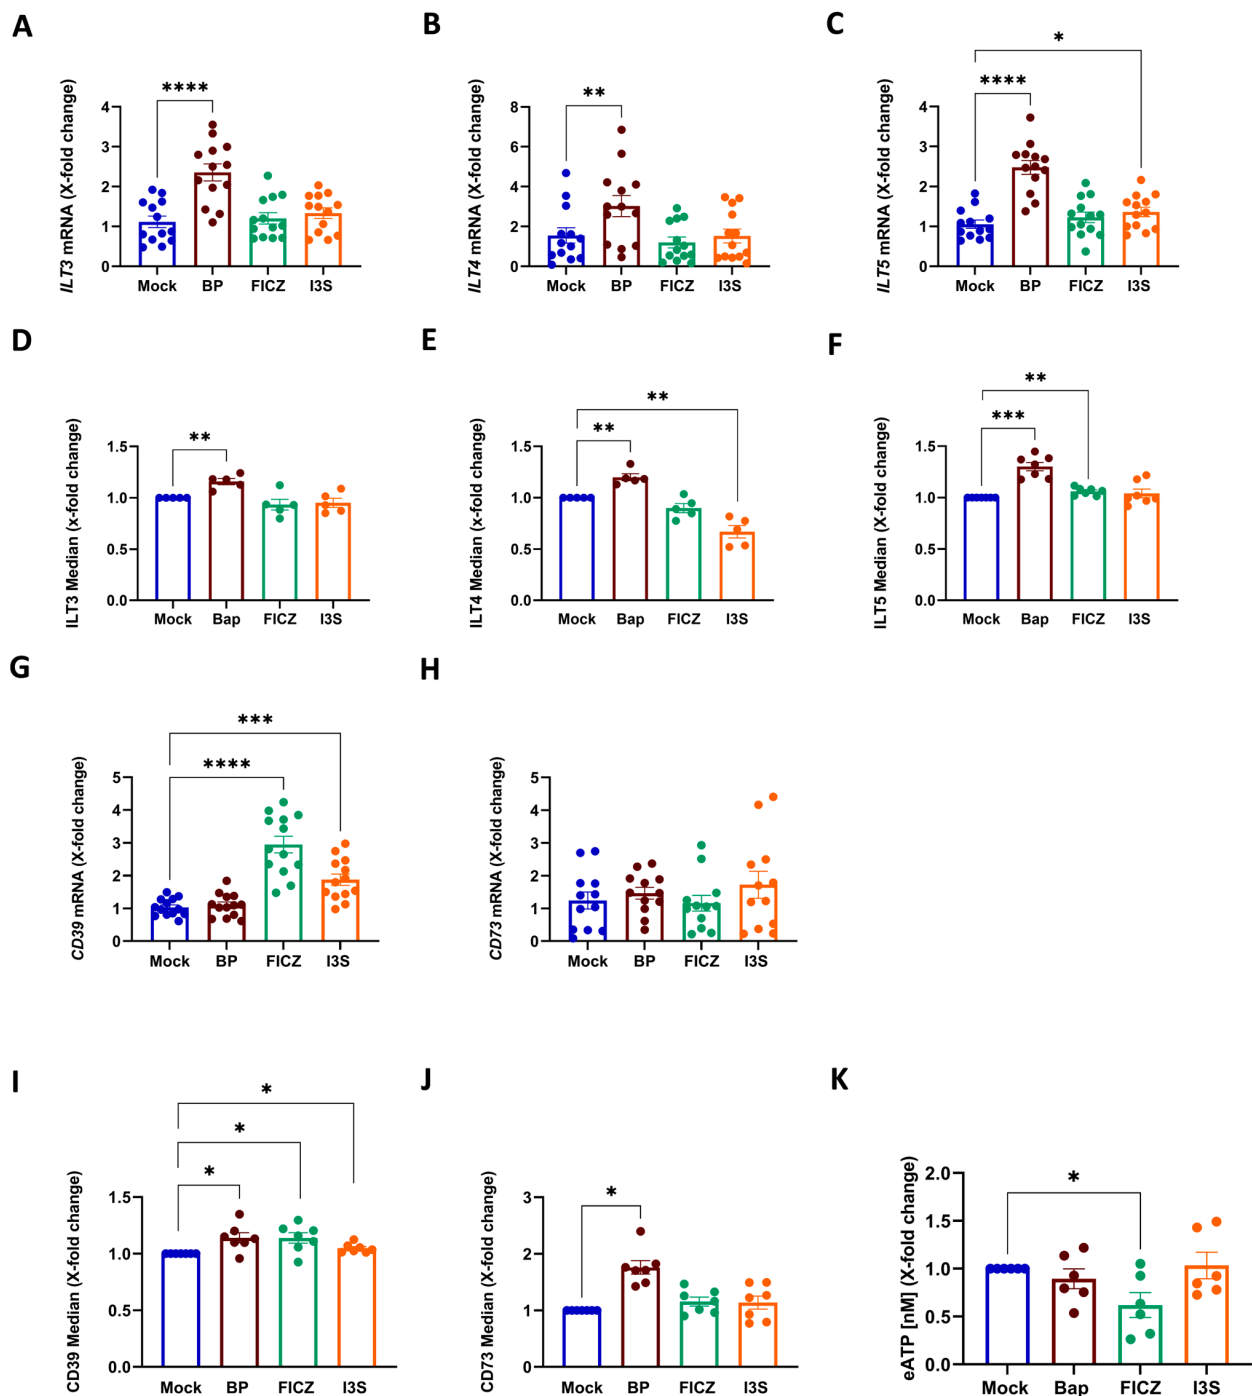 A
ILT3 mRNA (X-fold change)
4
3
2
1
0
****
Mock BP FICZ I3S
B
ILT4 mRNA (X-fold change)
8
6
4
2
0
**
Mock BP FICZ I3S
C
ILT5 mRNA (X-fold change)
4
3
2
1
0
*
****
Mock BP FICZ I3S
D
ILT3 Median (x-fold change)
1.5
1.0
0.5
0.0
**
Mock Bap FICZ I3S
E
ILT4 Median (x-fold change)
1.5
1.0
0.5
0.0
**
**
Mock Bap FICZ I3S
F
ILT5 Median (X-fold change)
1.5
1.0
0.5
0.0
**
***
Mock Bap FICZ I3S
G
CD39 mRNA (X-fold change)
5
4
3
2
1
0
***
****
Mock BP FICZ I3S
H
CD73 mRNA (X-fold change)
5
4
3
2
1
0
Mock BP FICZ I3S
I
CD39 Median (X-fold change)
1.5
1.0
0.5
0.0
*
*
*
Mock BP FICZ I3S
J
CD73 Median (X-fold change)
3
2
1
0
*
Mock BP FICZ I3S
K
eATP [nM] (X-fold change)
2.0
1.5
1.0
0.5
0.0
*
Mock Bap FICZ I3S